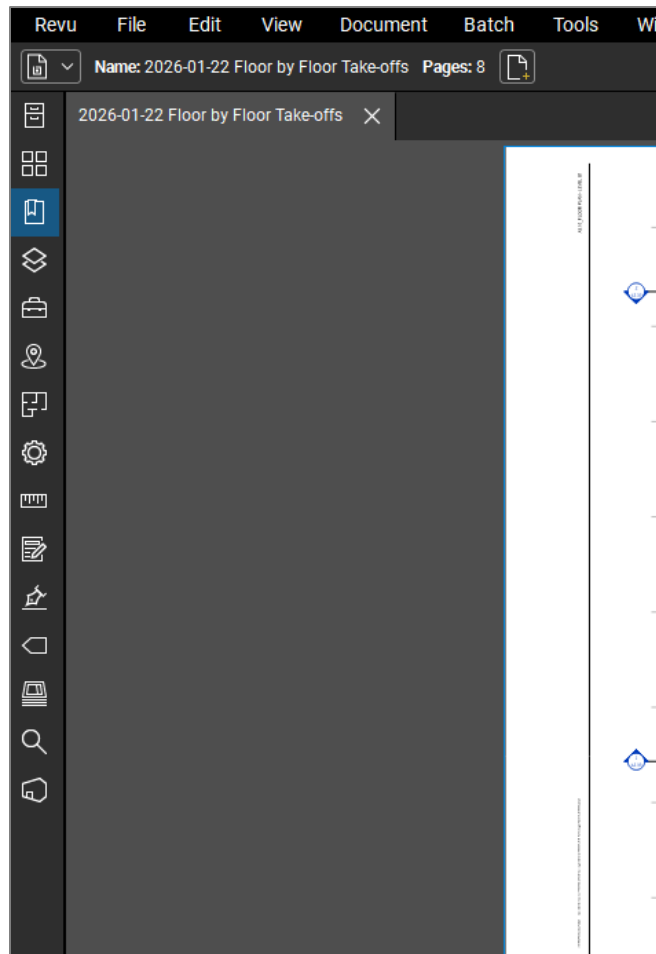 Revu File Edit View Document Batch Tools
Name: 2026-01-22 Floor by Floor Take-offs Pages: 8
2026-01-22 Floor by Floor Take-offs